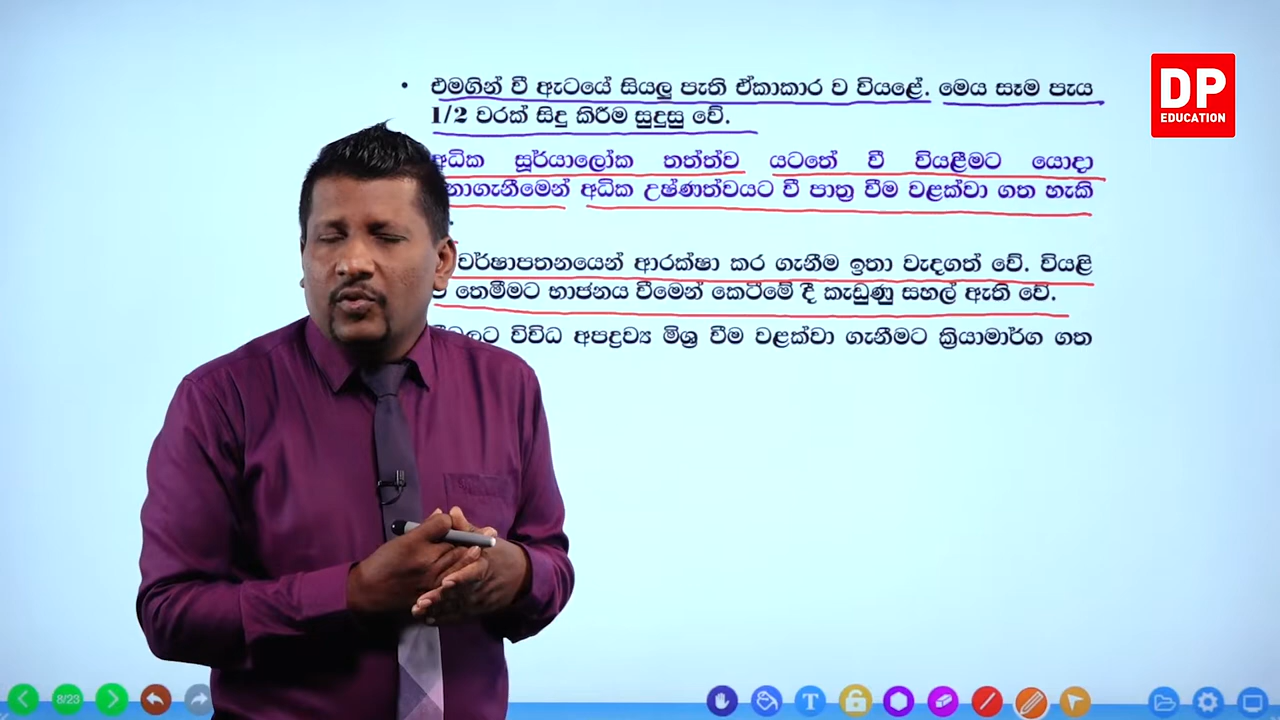 DP
EDUCATION
• එමගින් වී ඇටයේ සියලු පැති ඒකාකාර ව වියළේ. මෙය සෑම පැය
1/2 වරක් සිදු කිරීම සුදුසු වේ.
අධික සූර්යාලෝක තත්ත්ව යටතේ වී වියළීමට යොදා
නොගැනීමෙන් අධික උෂ්ණත්වයට වී පාත්‍ර වීම වළක්වා ගත හැකි
වර්ෂාපතනයෙන් ආරක්ෂා කර ගැනීම ඉතා වැදගත් වේ. වියළි
තෙමීමට භාජනය වීමෙන් කෙටීමේ දී කැඩුණු සහල් ඇති වේ.
විවිධ අපද්‍රව්‍ය මිශ්‍ර වීම වළක්වා ගැනීමට ක්‍රියාමාර්ග ගත
8/23